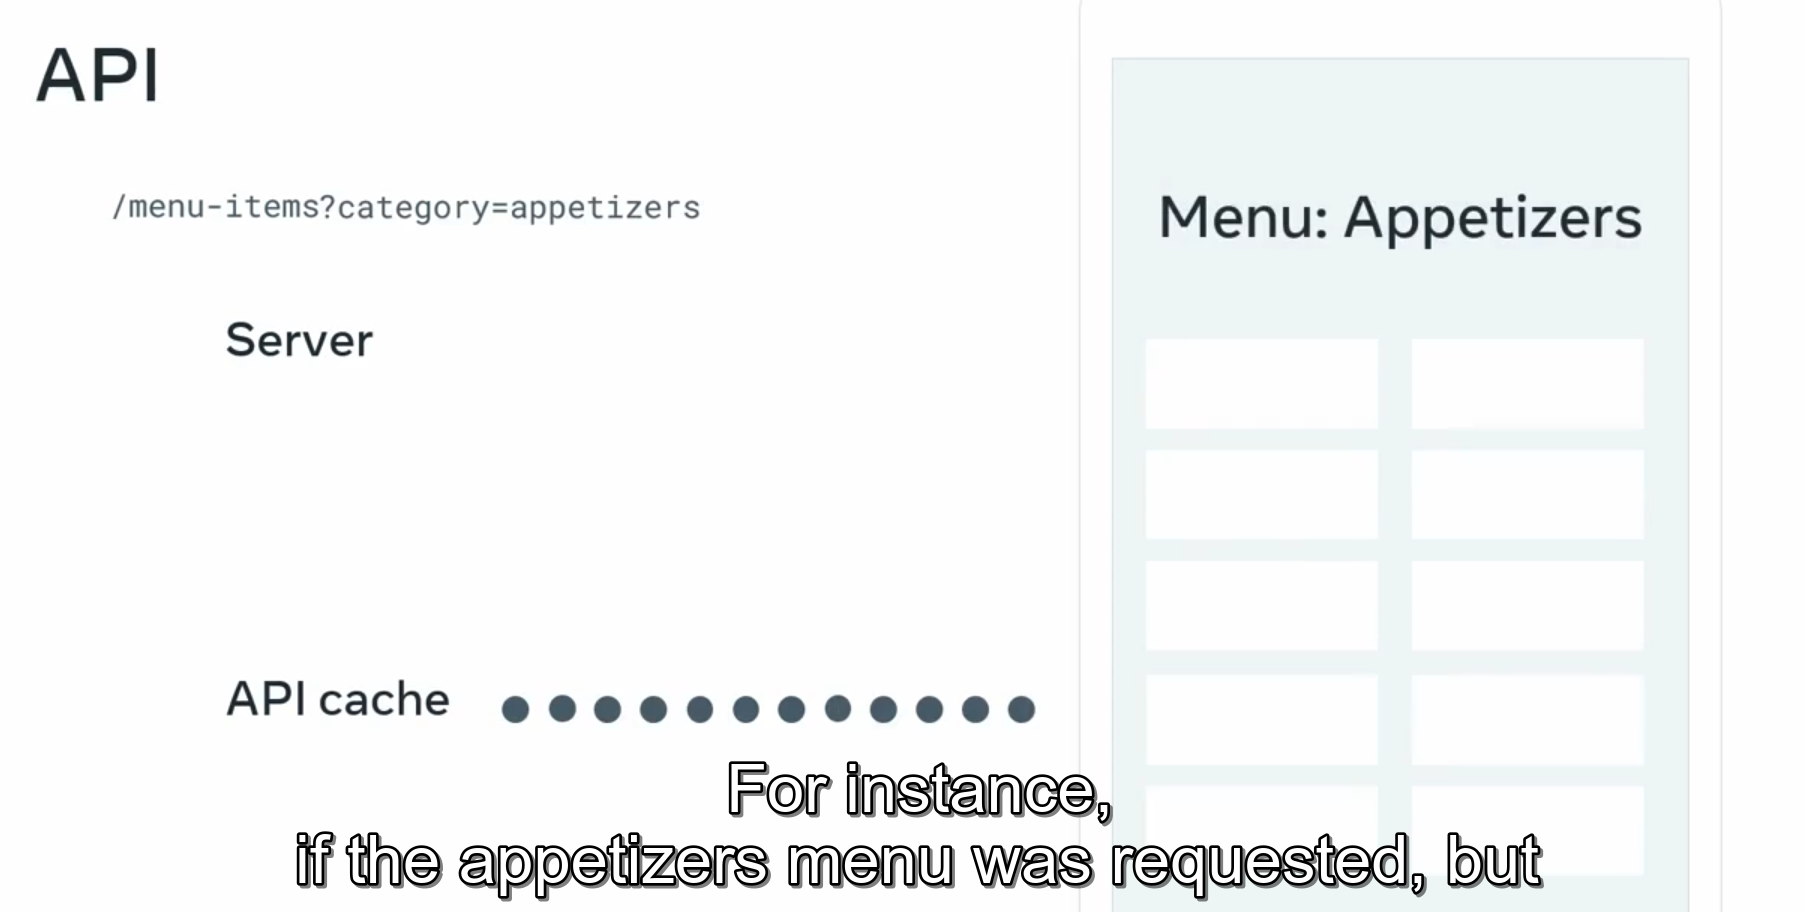 API
/menu-items?category=appetizers
Server
API cache
Menu: Appetizers
For instance,
if the appetizers menu was requested, but